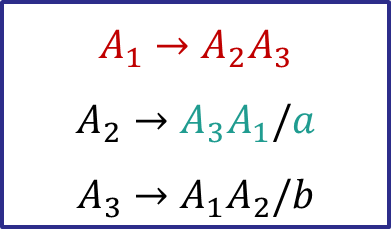 A₁ → A₂A₃
A₂ → A₃A₁/a
A₃ → A₁A₂/b